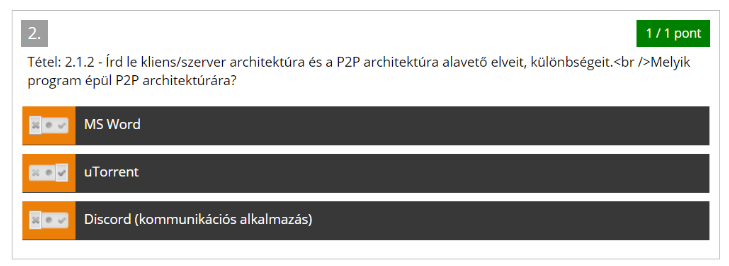 2.
1 / 1 pont
Tétel: 2.1.2 - Írd le kliens/szerver architektúra és a P2P architektúra alavető elveit, különbségeit.<br />Melyik
program épül P2P architektúrára?
MS Word
uTorrent
Discord (kommunikációs alkalmazás)